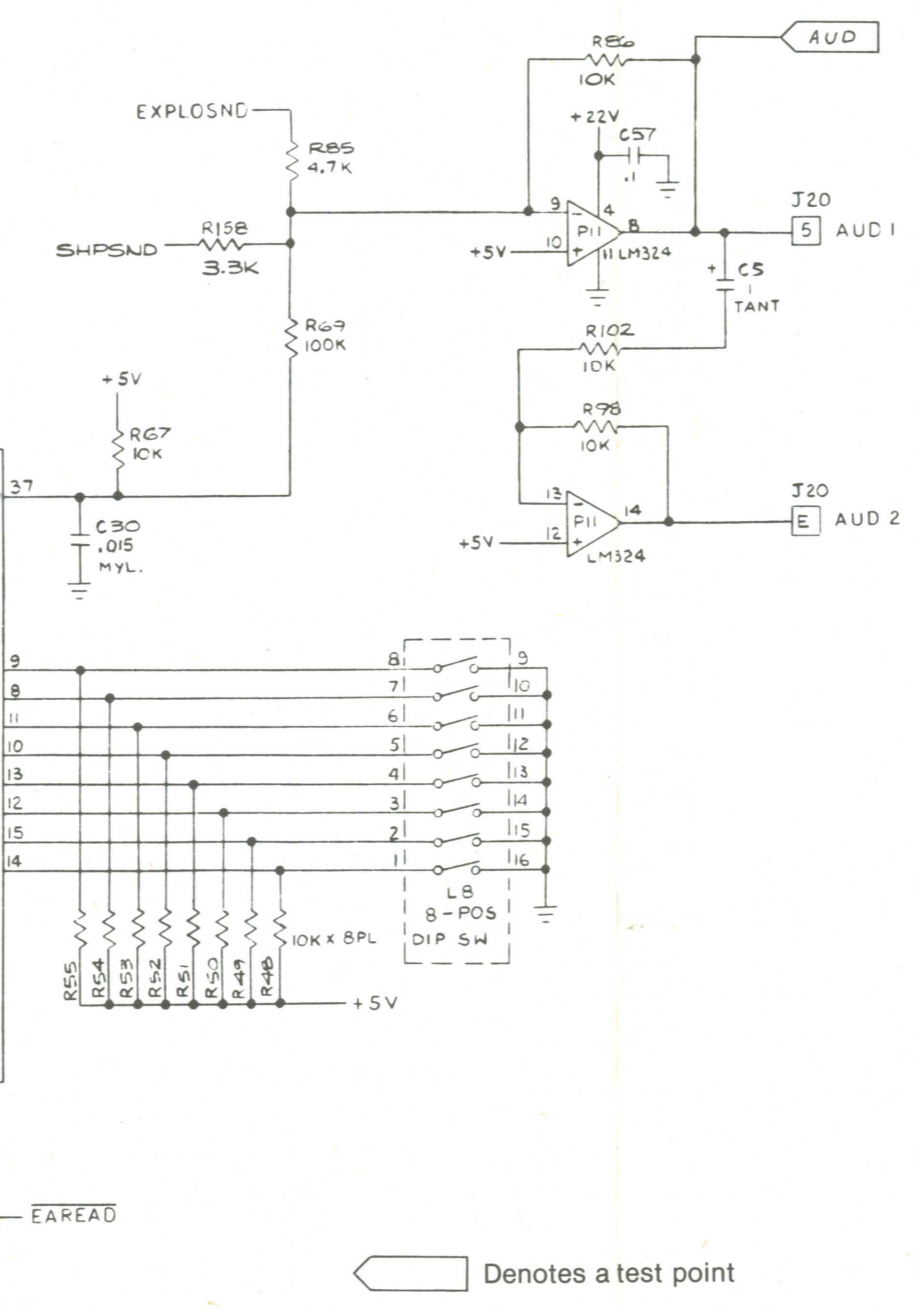 AUD
R86
10K
EXPLOSND
+22V
C57
.1
R85
4.7K
9
4
J20
R158
SHPSND
3.3K
P11
8
5
AUD 1
+5V
10
11
LM324
+
C5
1
TANT
R69
100K
R102
10K
+5V
R67
10K
R98
10K
37
13
14
J20
P11
E
AUD 2
C30
.015
MYL.
+5V
12
LM324
9
8
9
8
7
10
11
6
11
10
5
12
13
4
13
12
3
14
15
2
15
14
1
16
L8
8-POS
DIP SW
10K X 8PL
R55
R54
R53
R52
R51
R50
R49
R48
+5V
EAREAD
Denotes a test point